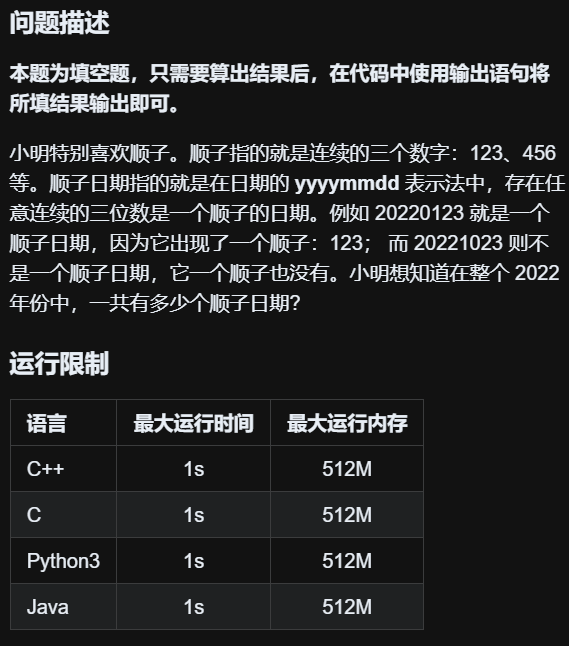 问题描述
本题为填空题，只需要算出结果后，在代码中使用输出语句将
所填结果输出即可。
小明特别喜欢顺子。顺子指的就是连续的三个数字：123、456
等。顺子日期指的就是在日期的 yyyymmdd 表示法中，存在任
意连续的三位数是一个顺子的日期。例如 20220123 就是一个
顺子日期，因为它出现了一个顺子：123； 而 20221023 则不
是一个顺子日期，它一个顺子也没有。小明想知道在整个 2022
年份中，一共有多少个顺子日期?
运行限制
语言 最大运行时间 最大运行内存
C++ 1s 512M
C 1s 512M
Python3 1s 512M
Java 1s 512M